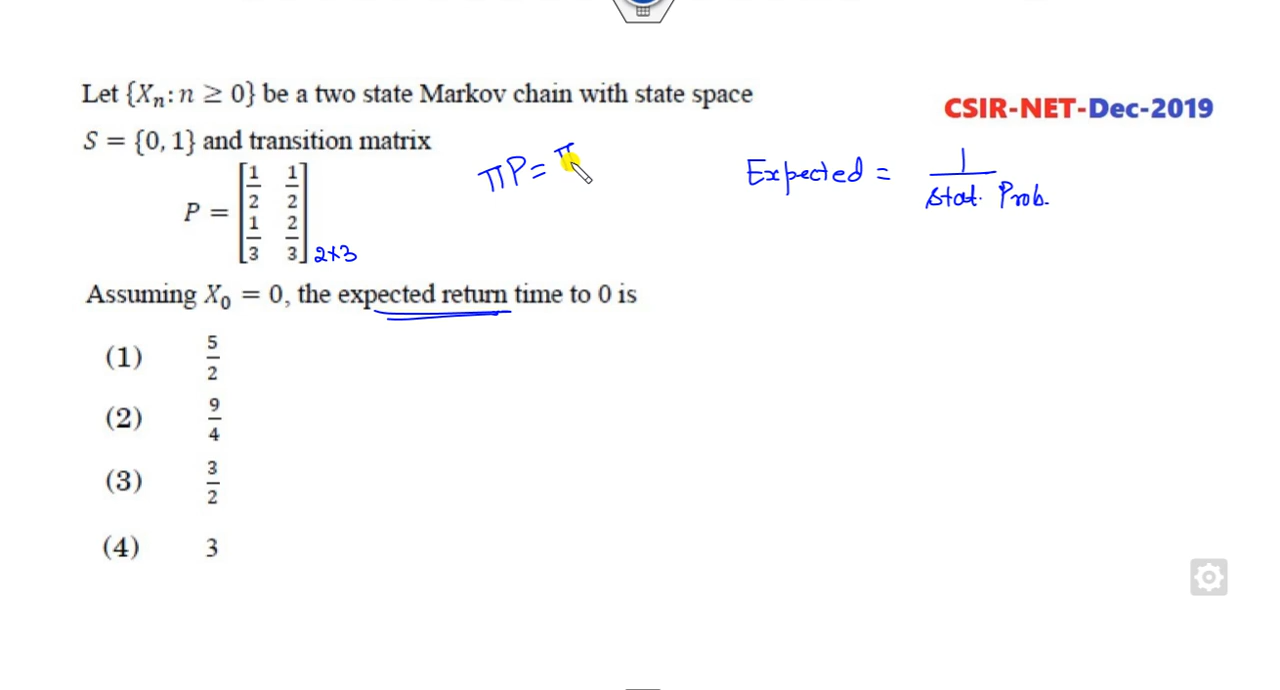 Let {Xₙ: n ≥ 0} be a two state Markov chain with state space
CSIR-NET-Dec-2019
S = {0, 1} and transition matrix
P = [1/2 1/2
1/3 2/3] 2×3
πP = π
Expected = 1/Stat. Prob.
Assuming X₀ = 0, the expected return time to 0 is
(1) 5/2
(2) 9/4
(3) 3/2
(4) 3